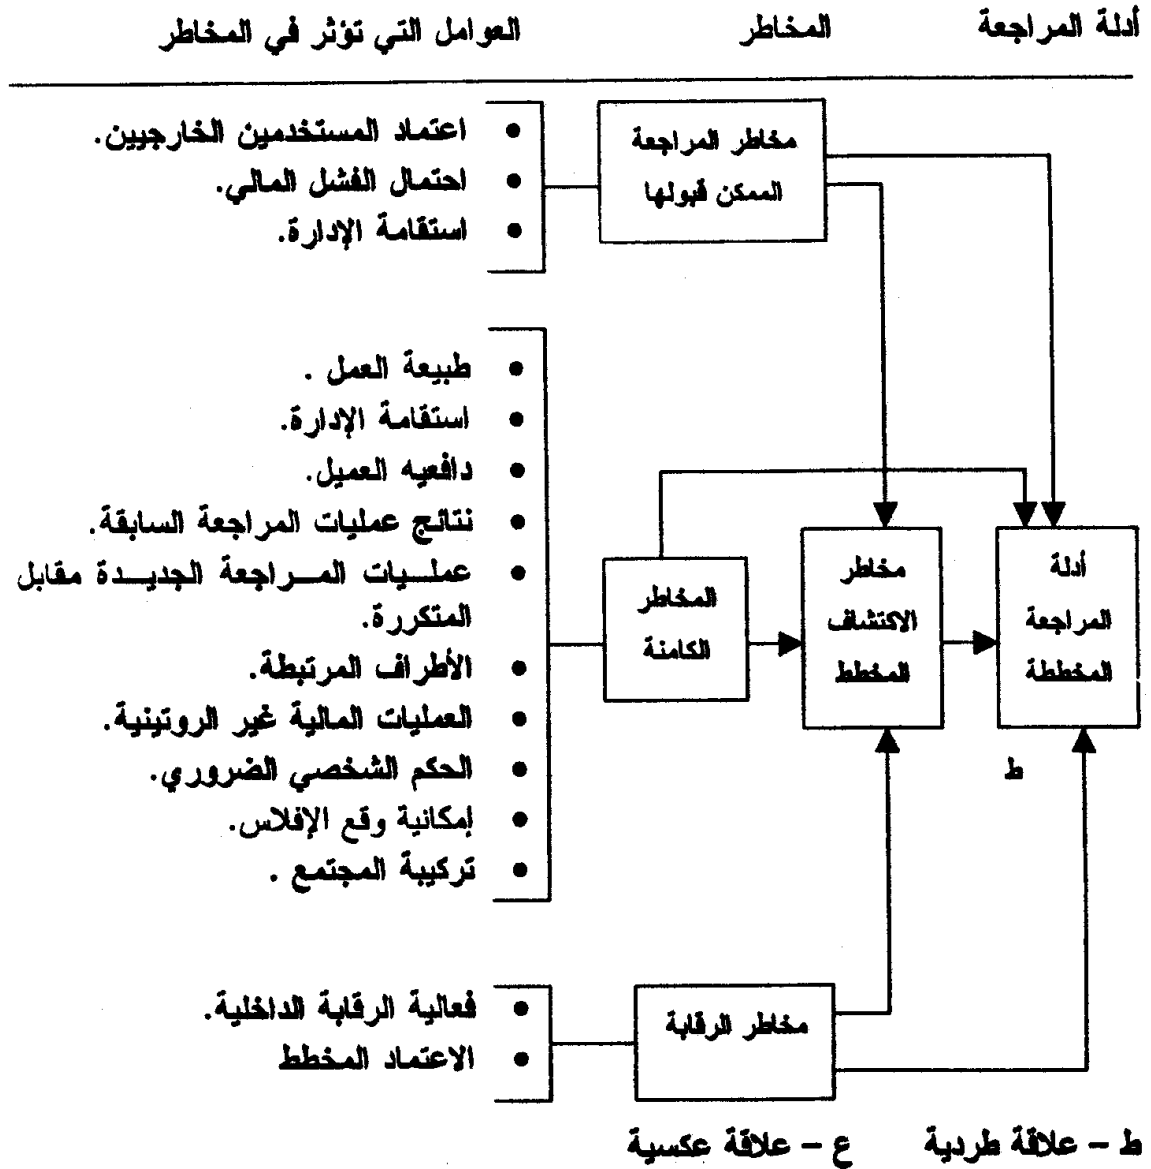 أدلة المراجعة
المخاطر
العوامل التي تؤثر في المخاطر
مخاطر المراجعة
الممكن قبولها
• اعتماد المستخدمين الخارجيين.
• احتمال الفشل المالي.
• استقامة الإدارة.
• طبيعة العمل .
• استقامة الإدارة.
• دافعيه العميل.
• نتائج عمليات المراجعة السابقة.
• عمليات المراجعة الجديدة مقابل
المتكررة.
• الأطراف المرتبطة.
• العمليات المالية غير الروتينية.
• الحكم الشخصي الضروري.
• إمكانية وقع الإفلاس.
• تركيبة المجتمع .
المخاطر
الكامنة
مخاطر
الاكتشاف
المخطط
أدلة
المراجعة
المخططة
ط
مخاطر الرقابة
• فعالية الرقابة الداخلية.
• الاعتماد المخطط
ط – علاقة طردية
ع – علاقة عكسية